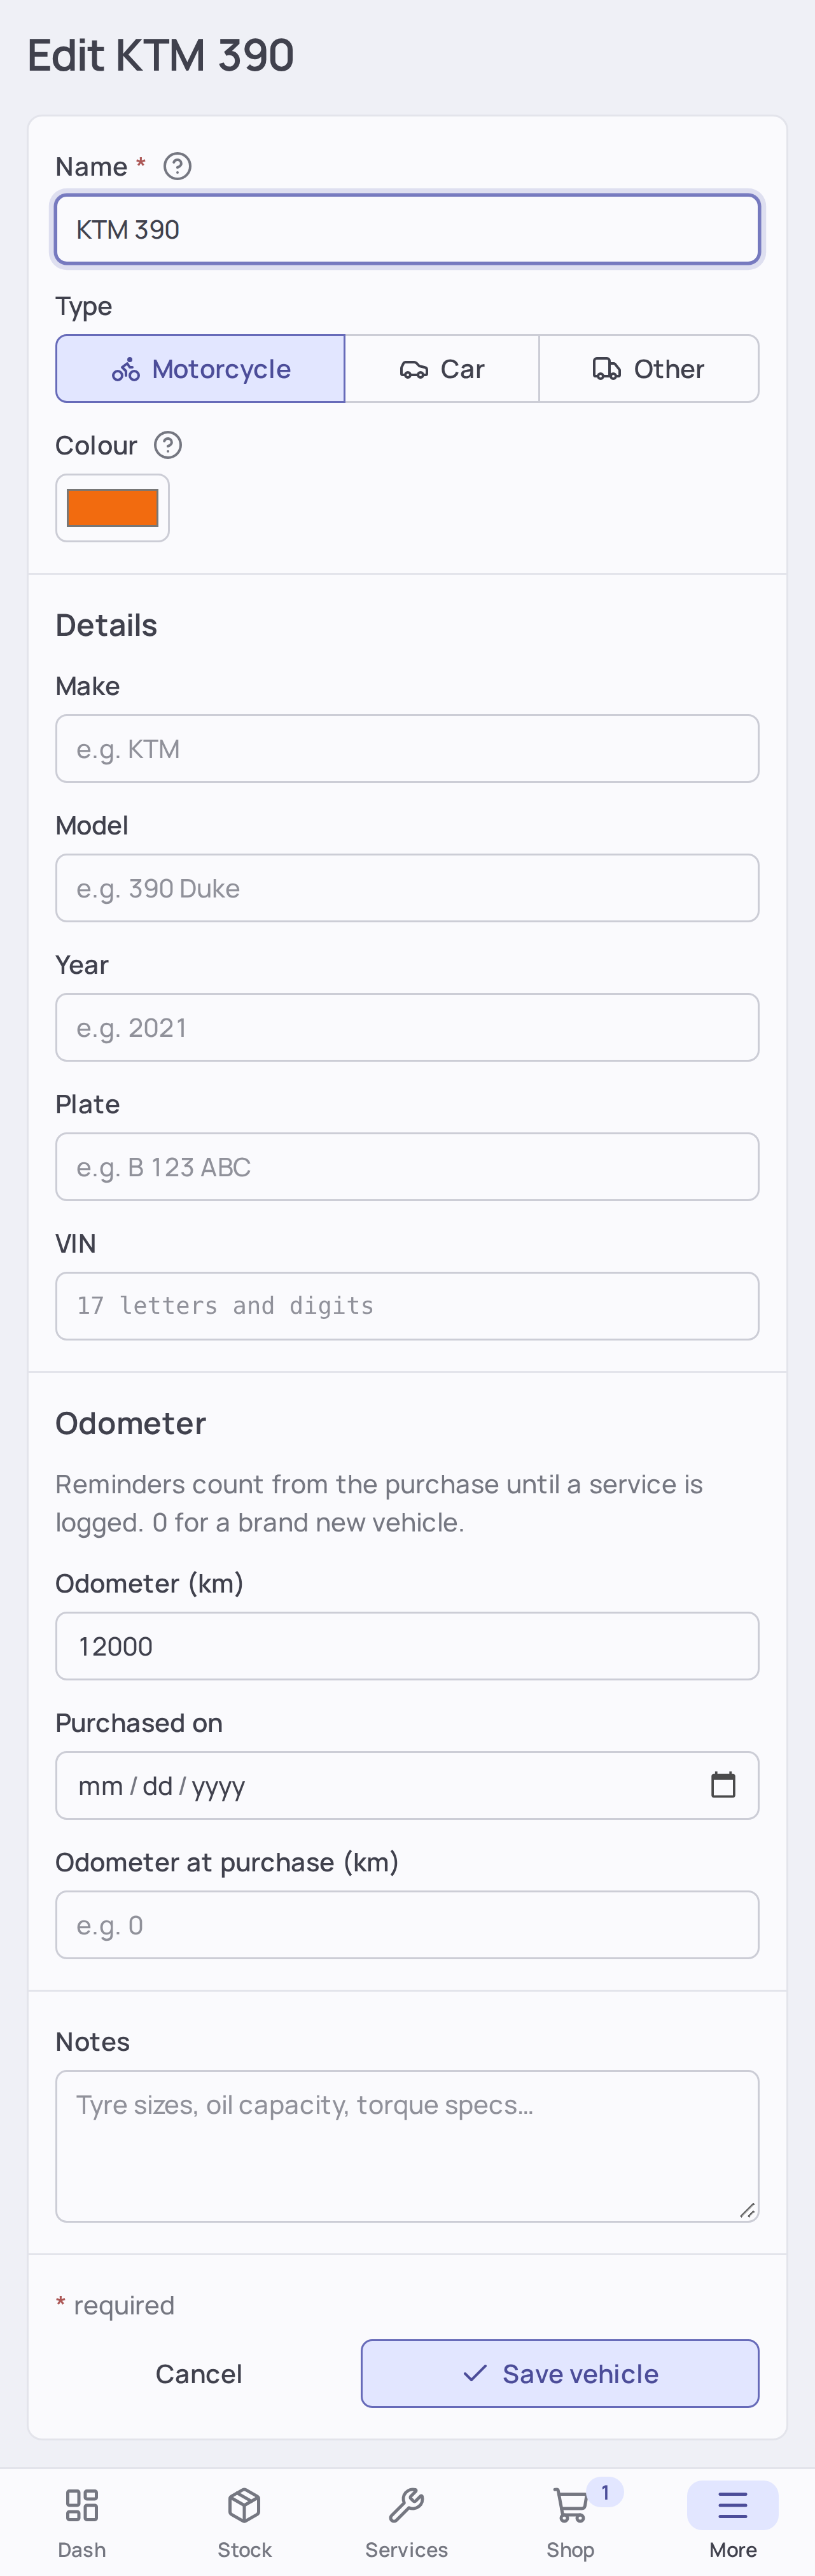 Edit KTM 390
Name *
KTM 390
Type
Motorcycle Car Other
Colour
Details
Make
e.g. KTM
Model
e.g. 390 Duke
Year
e.g. 2021
Plate
e.g. B 123 ABC
VIN
17 letters and digits
Odometer
Reminders count from the purchase until a service is
logged. 0 for a brand new vehicle.
Odometer (km)
12000
Purchased on
mm / dd / yyyy
Odometer at purchase (km)
e.g. 0
Notes
Tyre sizes, oil capacity, torque specs…
* required
Cancel Save vehicle
1
Dash Stock Services Shop More